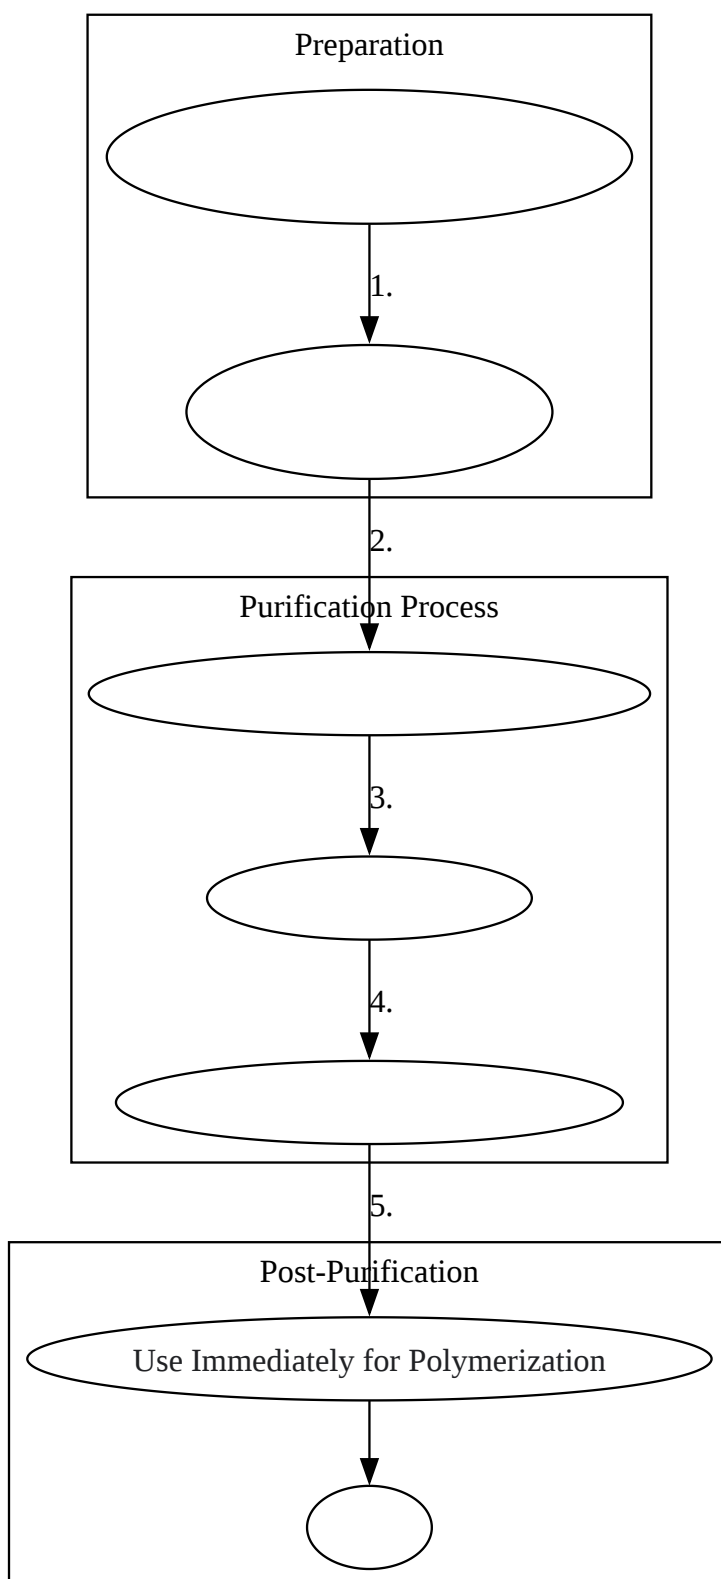 Preparation
1.
2.
Purification Process
3.
4.
5.
Post-Purification
Use Immediately for Polymerization